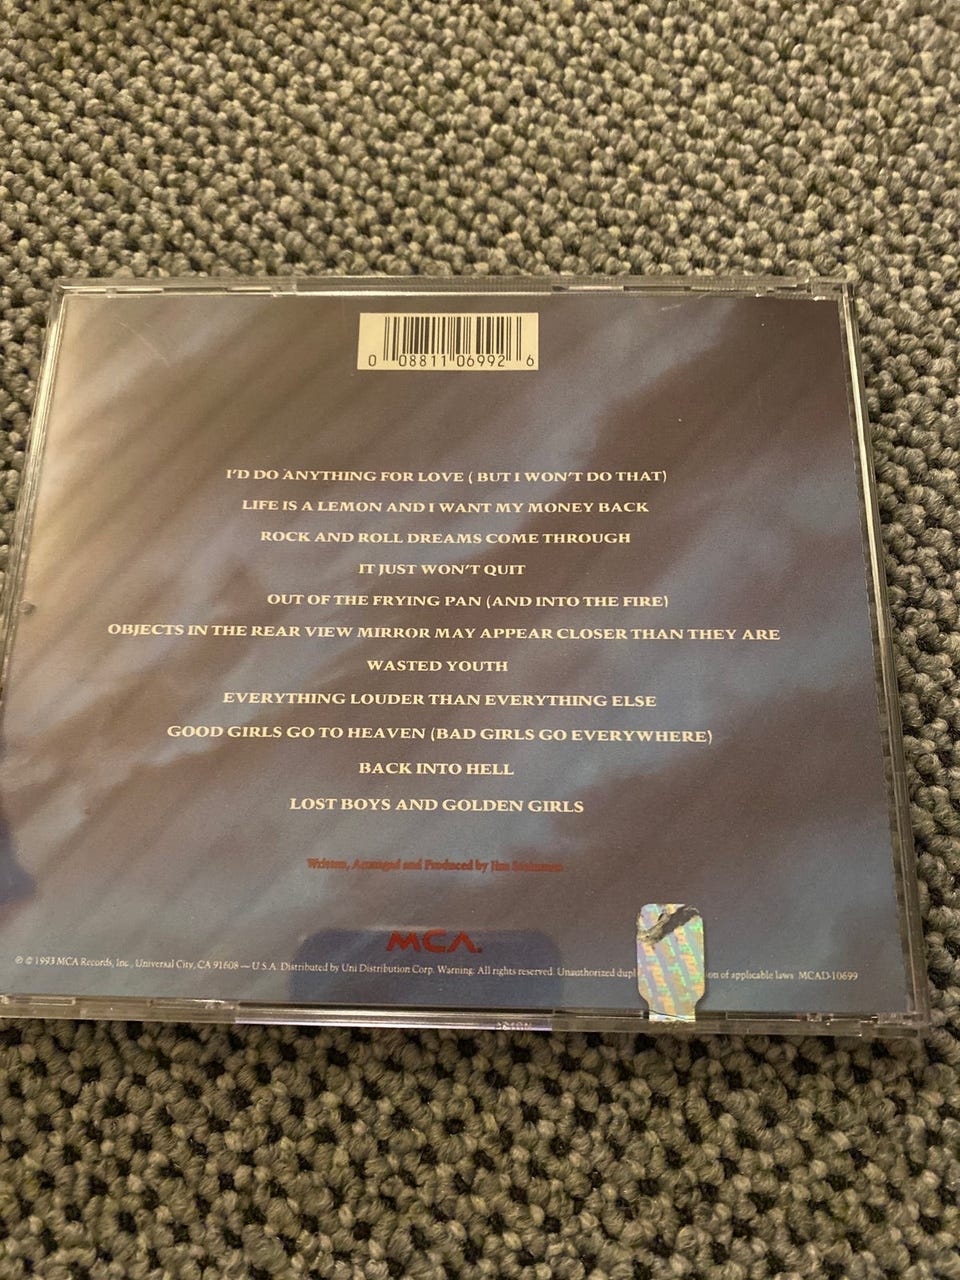 0 08811 06992 6
I'D DO ANYTHING FOR LOVE ( BUT I WON'T DO THAT)
LIFE IS A LEMON AND I WANT MY MONEY BACK
ROCK AND ROLL DREAMS COME THROUGH
IT JUST WON'T QUIT
OUT OF THE FRYING PAN (AND INTO THE FIRE)
OBJECTS IN THE REAR VIEW MIRROR MAY APPEAR CLOSER THAN THEY ARE
WASTED YOUTH
EVERYTHING LOUDER THAN EVERYTHING ELSE
GOOD GIRLS GO TO HEAVEN (BAD GIRLS GO EVERYWHERE)
BACK INTO HELL
LOST BOYS AND GOLDEN GIRLS
Written, Arranged and Produced by Jim Steinman
MCA.
℗ © 1993 MCA Records, Inc., Universal City, CA 91608 — U.S.A. Distributed by Uni Distribution Corp. Warning: All rights reserved. Unauthorized dupl on of applicable laws MCAD-10699